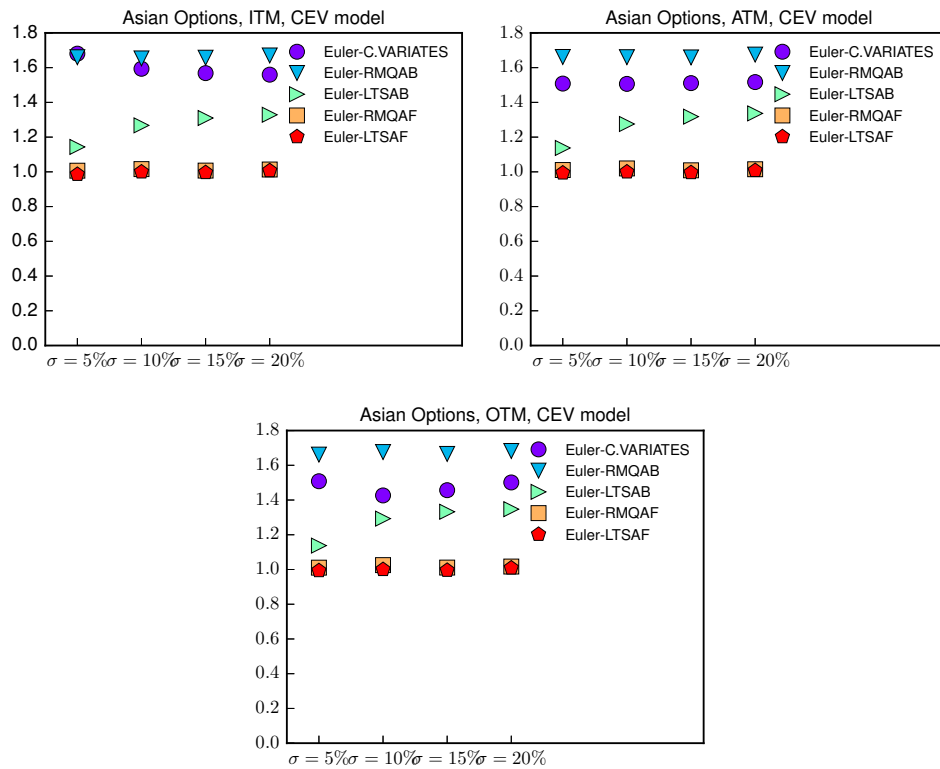 Asian Options, ITM, CEV model
1.8
1.6
1.4
1.2
1.0
0.8
0.6
0.4
0.2
0.0
σ = 5% σ = 10% σ = 15% σ = 20%
Euler-C.VARIATES
Euler-RMQAB
Euler-LTSAB
Euler-RMQAF
Euler-LTSAF
Asian Options, ATM, CEV model
1.8
1.6
1.4
1.2
1.0
0.8
0.6
0.4
0.2
0.0
σ = 5% σ = 10% σ = 15% σ = 20%
Euler-C.VARIATES
Euler-RMQAB
Euler-LTSAB
Euler-RMQAF
Euler-LTSAF
Asian Options, OTM, CEV model
1.8
1.6
1.4
1.2
1.0
0.8
0.6
0.4
0.2
0.0
σ = 5% σ = 10% σ = 15% σ = 20%
Euler-C.VARIATES
Euler-RMQAB
Euler-LTSAB
Euler-RMQAF
Euler-LTSAF